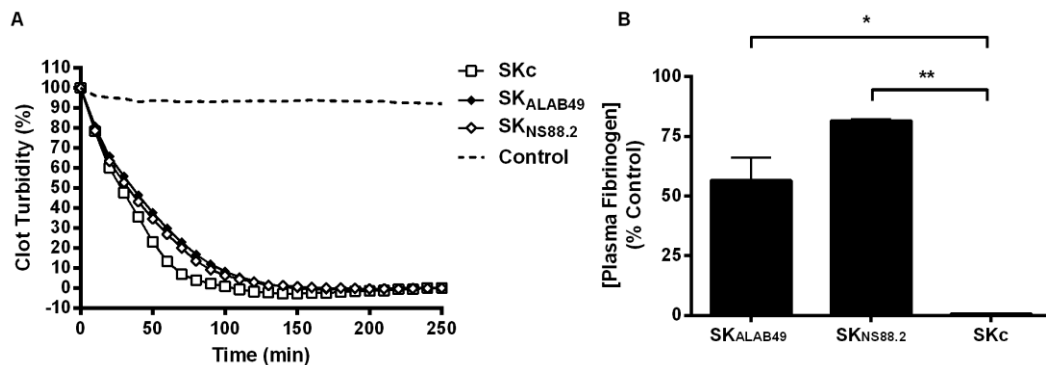 A
Clot Turbidity (%)
110
100
90
80
70
60
50
40
30
20
10
0
-10
0 50 100 150 200 250
Time (min)
SKc
SKALAB49
SKNS88.2
Control
B
[Plasma Fibrinogen]
(% Control)
*
**
100
75
50
25
0
SKALAB49 SKNS88.2 SKc